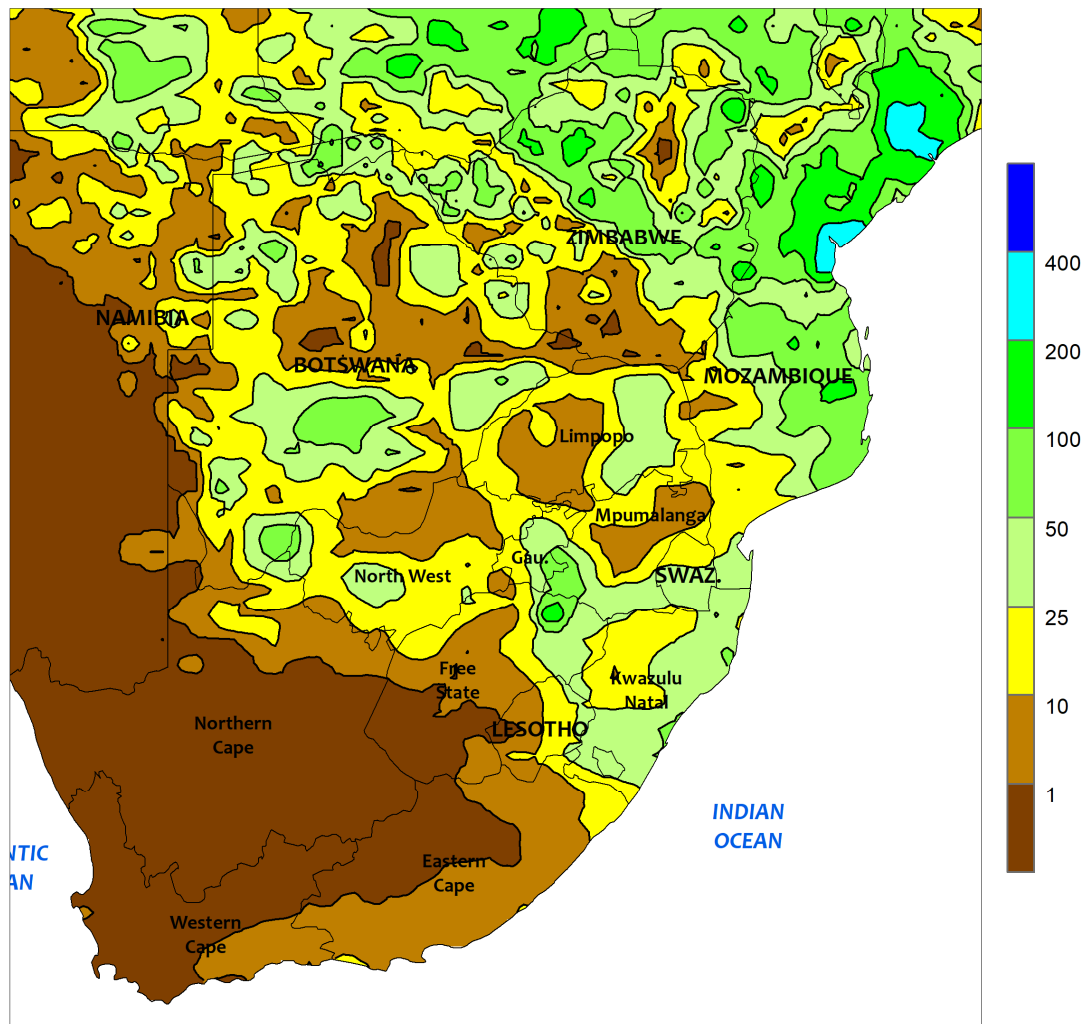 ZIMBABWE
400
NAMIBIA
200
BOTSWANA
MOZAMBIQUE
100
Limpopo
Mpumalanga
50
Gau.
North West
SWAZ.
25
Free
State
Kwazulu
Natal
10
Northern
Cape
LESOTHO
1
INDIAN
OCEAN
NTIC
AN
Eastern
Cape
Western
Cape